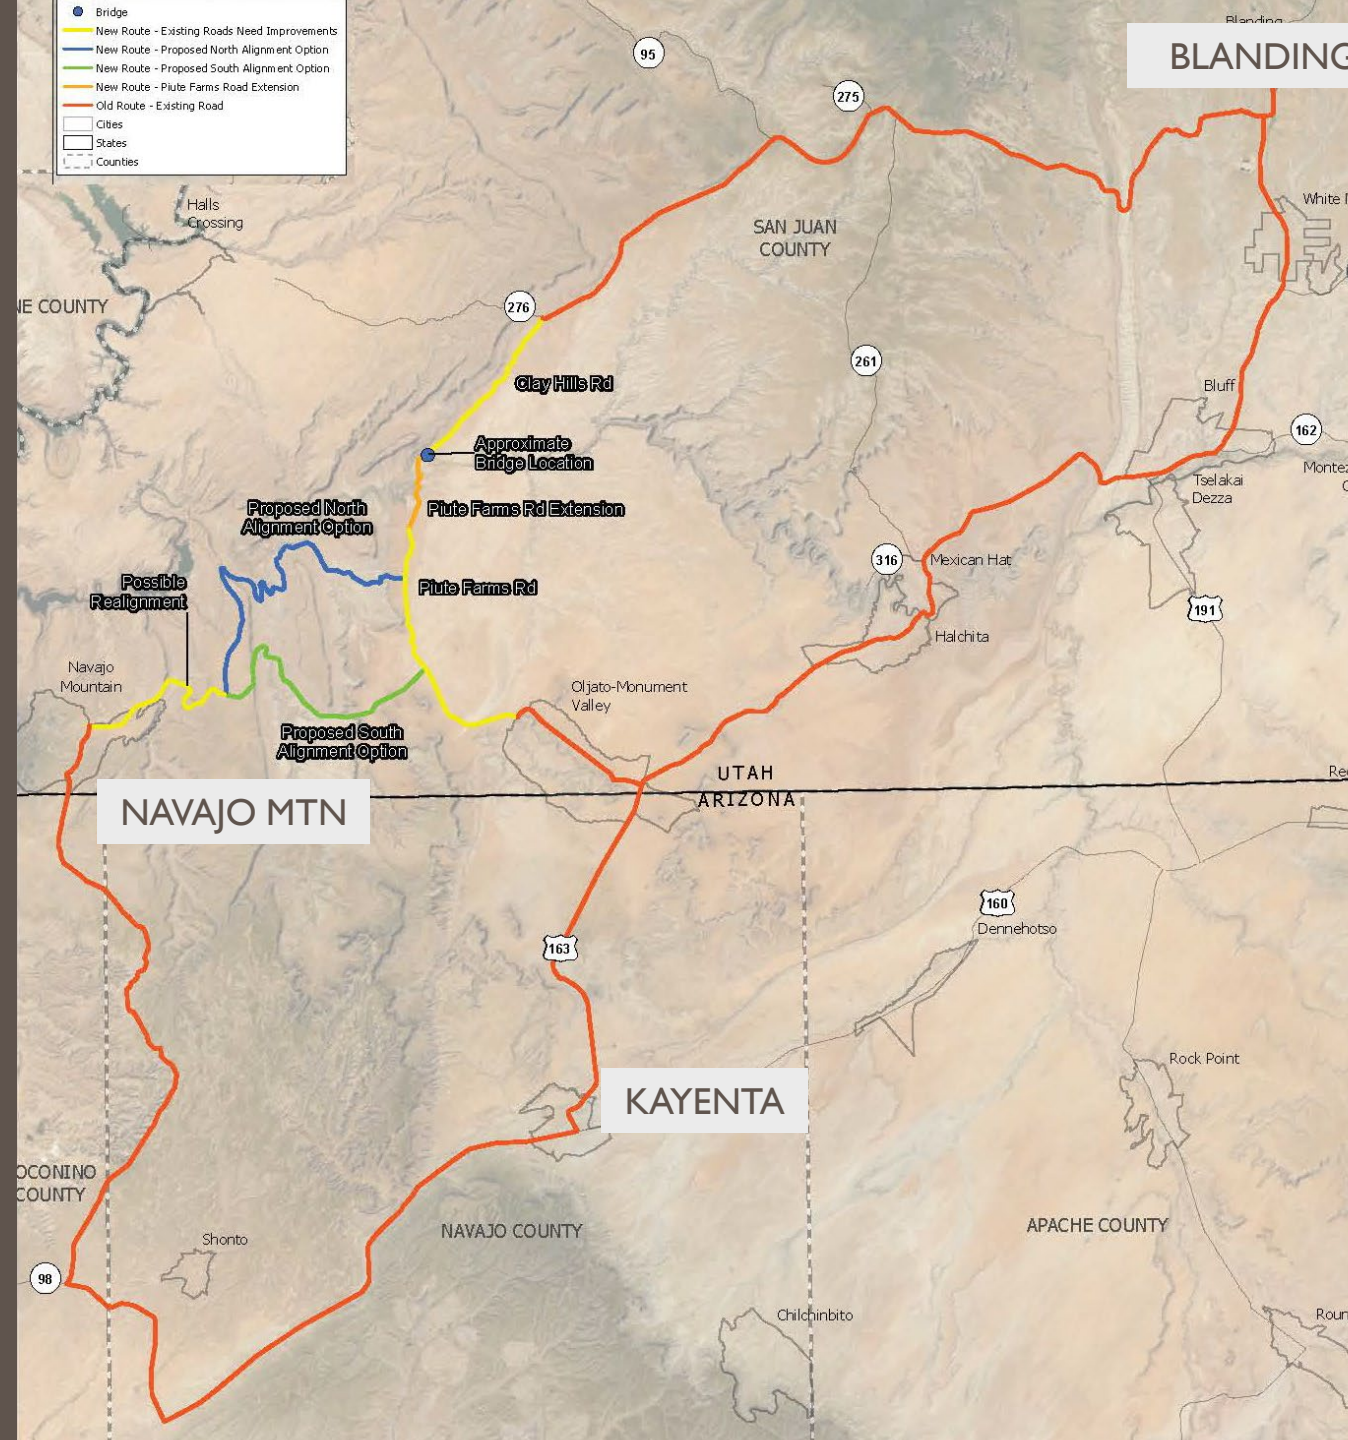 Bridge
New Route - Existing Roads Need Improvements
New Route - Proposed North Alignment Option
New Route - Proposed South Alignment Option
New Route - Piute Farms Road Extension
Old Route - Existing Road
Cities
States
Counties
95
Blanding
BLANDING
275
Halls
Crossing
White
SAN JUAN
COUNTY
NE COUNTY
276
261
Clay Hills Rd
Bluff
162
Approximate
Bridge Location
Tselakai
Dezza
Proposed North
Alignment Option
Piute Farms Rd Extension
316
Mexican Hat
Possible
Realignment
Piute Farms Rd
191
Halchita
Navajo
Mountain
Oljato-Monument
Valley
Proposed South
Alignment Option
UTAH
ARIZONA
NAVAJO MTN
160
Dennehotso
163
Rock Point
KAYENTA
OCONINO
COUNTY
NAVAJO COUNTY
APACHE COUNTY
Shonto
98
Chilchinbito